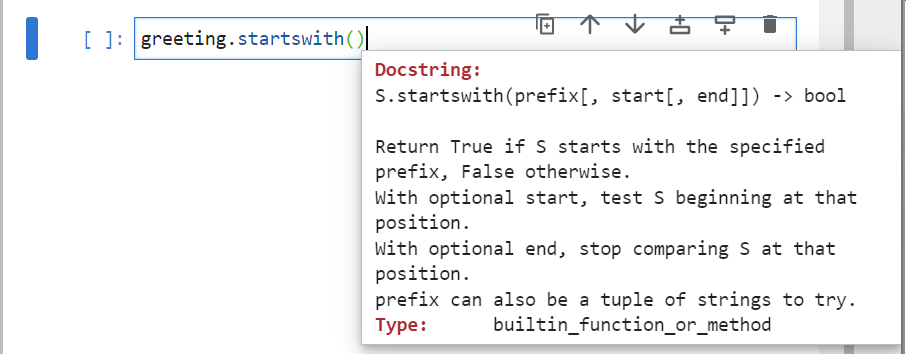 [ ]: greeting.startswith()
Docstring:
S.startswith(prefix[, start[, end]]) -> bool
Return True if S starts with the specified
prefix, False otherwise.
With optional start, test S beginning at that
position.
With optional end, stop comparing S at that
position.
prefix can also be a tuple of strings to try.
Type:      builtin_function_or_method